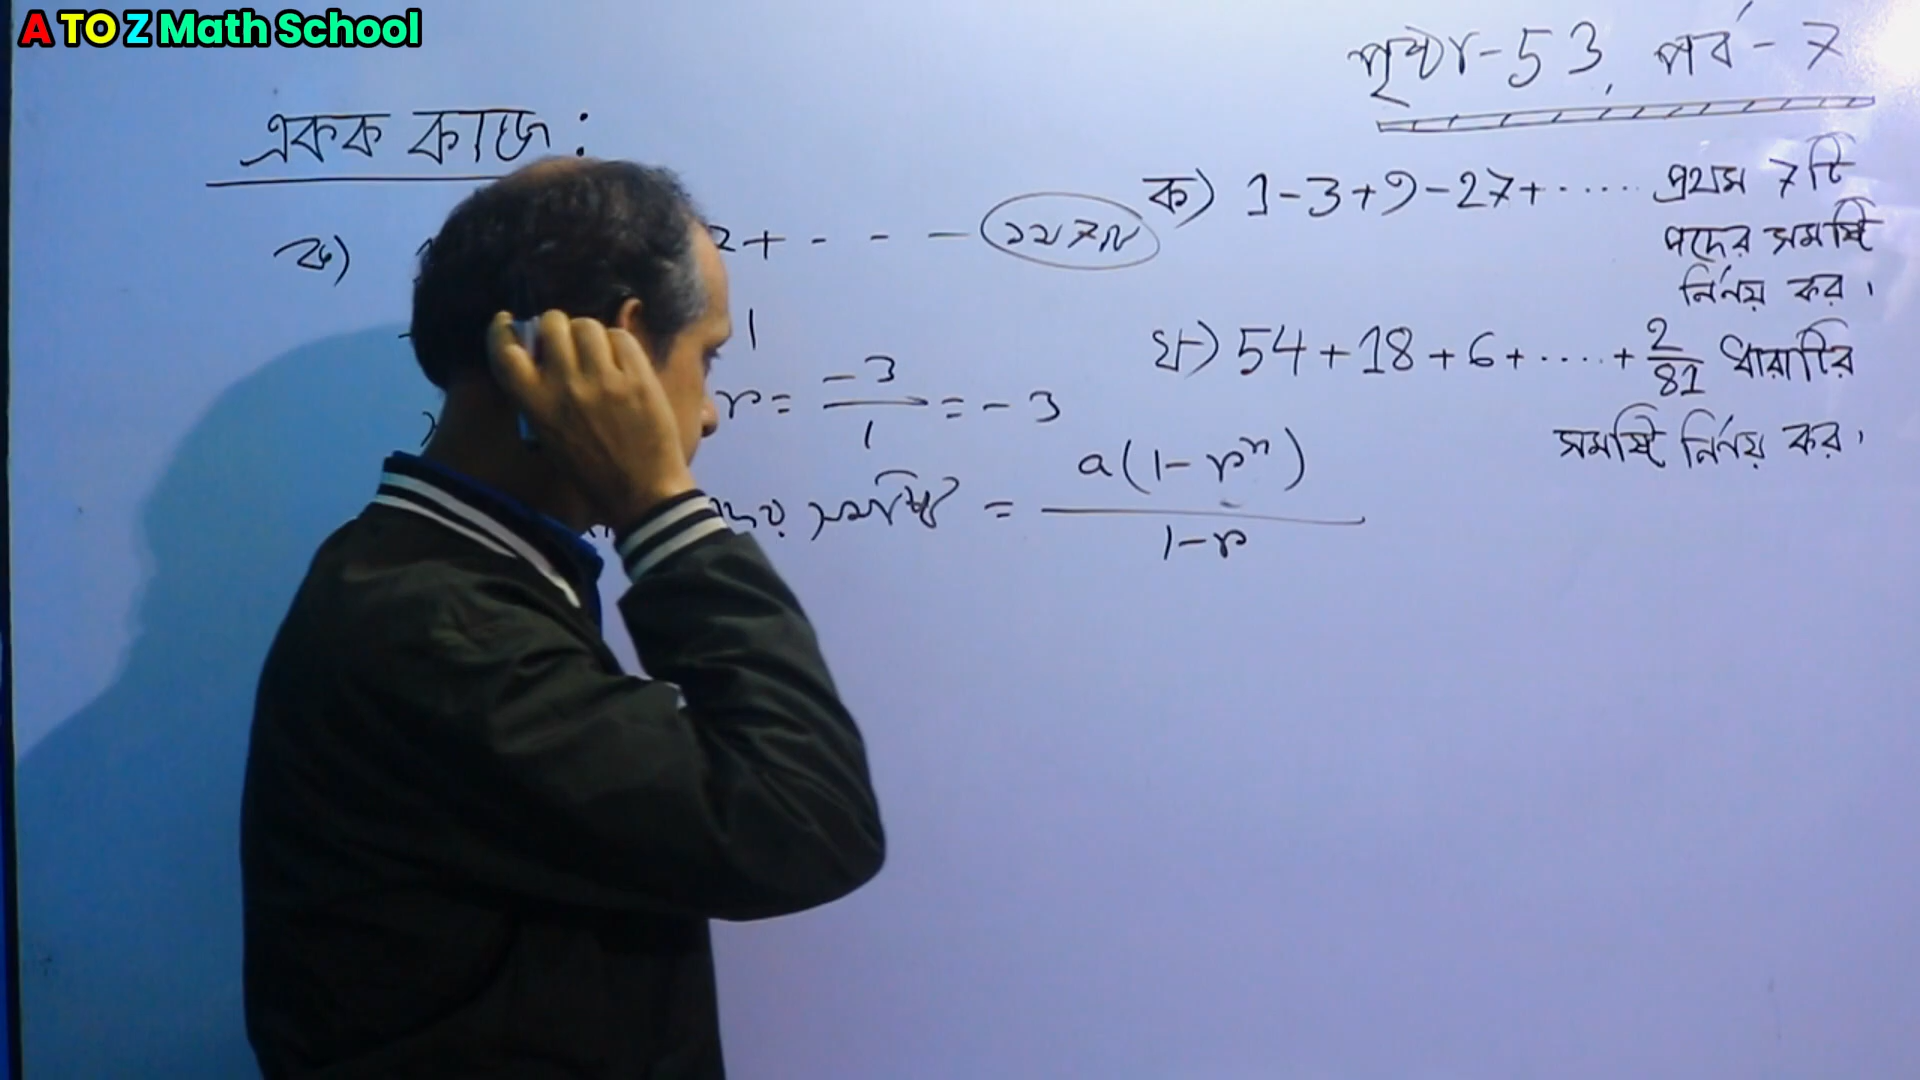 A TO Z Math School
পৃষ্ঠা-53, পর্ব-7
একক কাজ:
ক) 1-3+9-27+..... প্রথম 7টি
পদের সমষ্টি
নির্ণয় কর।
খ) 54+18+6+....+2/81 ধারাটির
সমষ্টি নির্ণয় কর।
ক)
2+ - - -
1
r = -3/1 = -3
সমষ্টি = a(1-rⁿ)/1-r